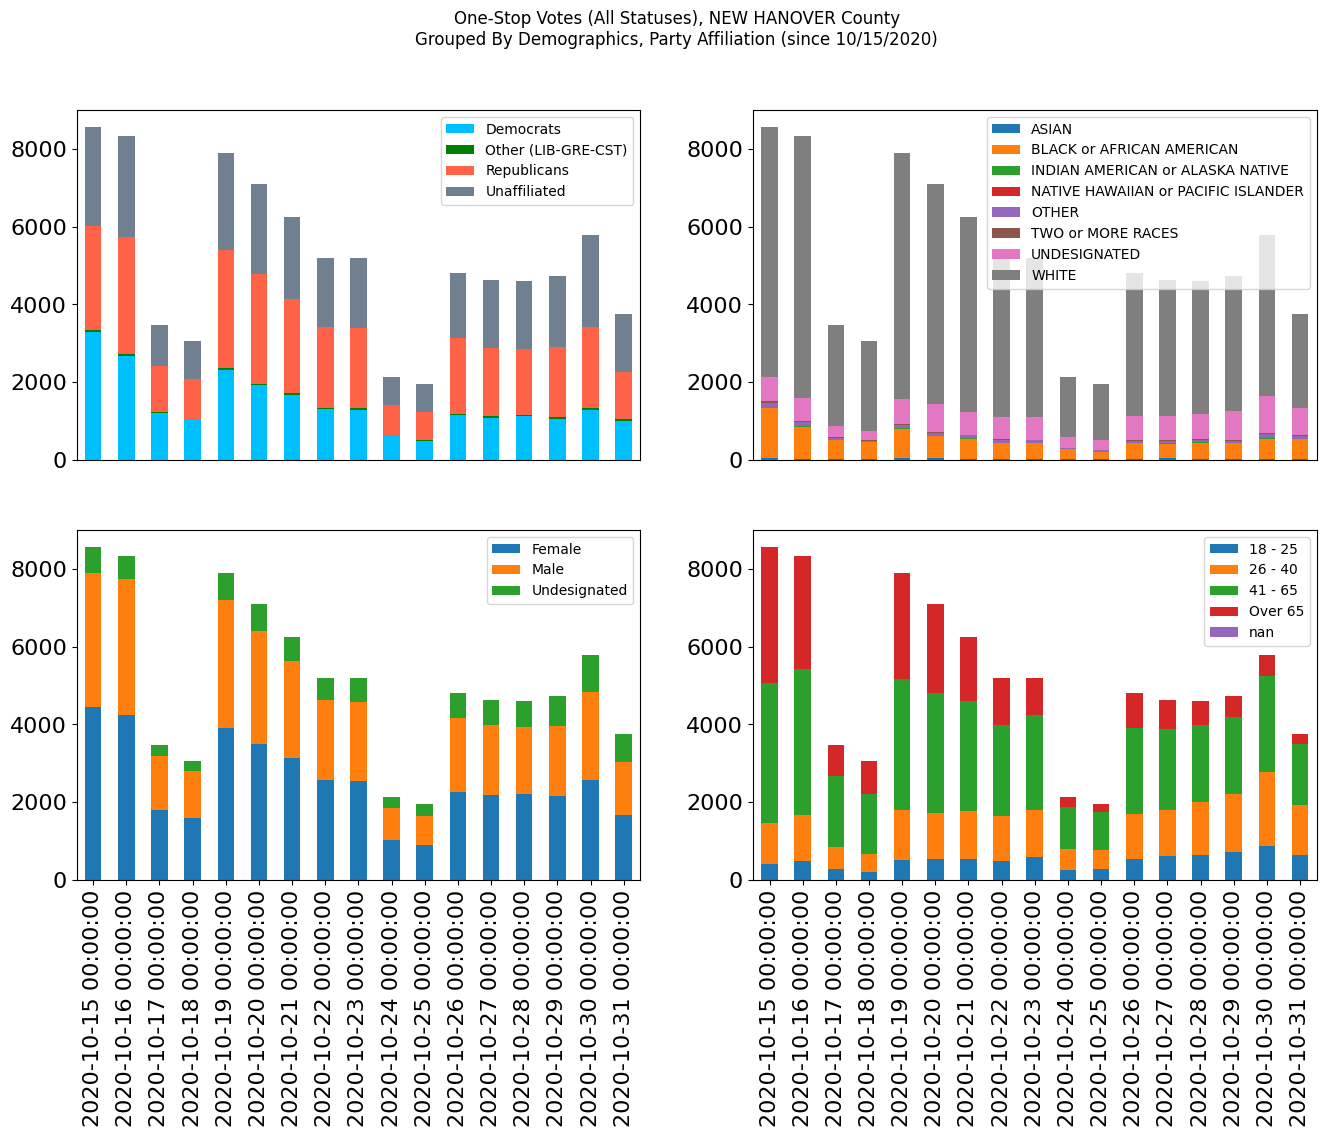 One-Stop Votes (All Statuses), NEW HANOVER County
Grouped By Demographics, Party Affiliation (since 10/15/2020)
8000
6000
4000
2000
0
Democrats
Other (LIB-GRE-CST)
Republicans
Unaffiliated
8000
6000
4000
2000
0
ASIAN
BLACK or AFRICAN AMERICAN
INDIAN AMERICAN or ALASKA NATIVE
NATIVE HAWAIIAN or PACIFIC ISLANDER
OTHER
TWO or MORE RACES
UNDESIGNATED
WHITE
8000
6000
4000
2000
0
Female
Male
Undesignated
2020-10-15 00:00:00
2020-10-16 00:00:00
2020-10-17 00:00:00
2020-10-18 00:00:00
2020-10-19 00:00:00
2020-10-20 00:00:00
2020-10-21 00:00:00
2020-10-22 00:00:00
2020-10-23 00:00:00
2020-10-24 00:00:00
2020-10-25 00:00:00
2020-10-26 00:00:00
2020-10-27 00:00:00
2020-10-28 00:00:00
2020-10-29 00:00:00
2020-10-30 00:00:00
2020-10-31 00:00:00
8000
6000
4000
2000
0
18 - 25
26 - 40
41 - 65
Over 65
nan
2020-10-15 00:00:00
2020-10-16 00:00:00
2020-10-17 00:00:00
2020-10-18 00:00:00
2020-10-19 00:00:00
2020-10-20 00:00:00
2020-10-21 00:00:00
2020-10-22 00:00:00
2020-10-23 00:00:00
2020-10-24 00:00:00
2020-10-25 00:00:00
2020-10-26 00:00:00
2020-10-27 00:00:00
2020-10-28 00:00:00
2020-10-29 00:00:00
2020-10-30 00:00:00
2020-10-31 00:00:00